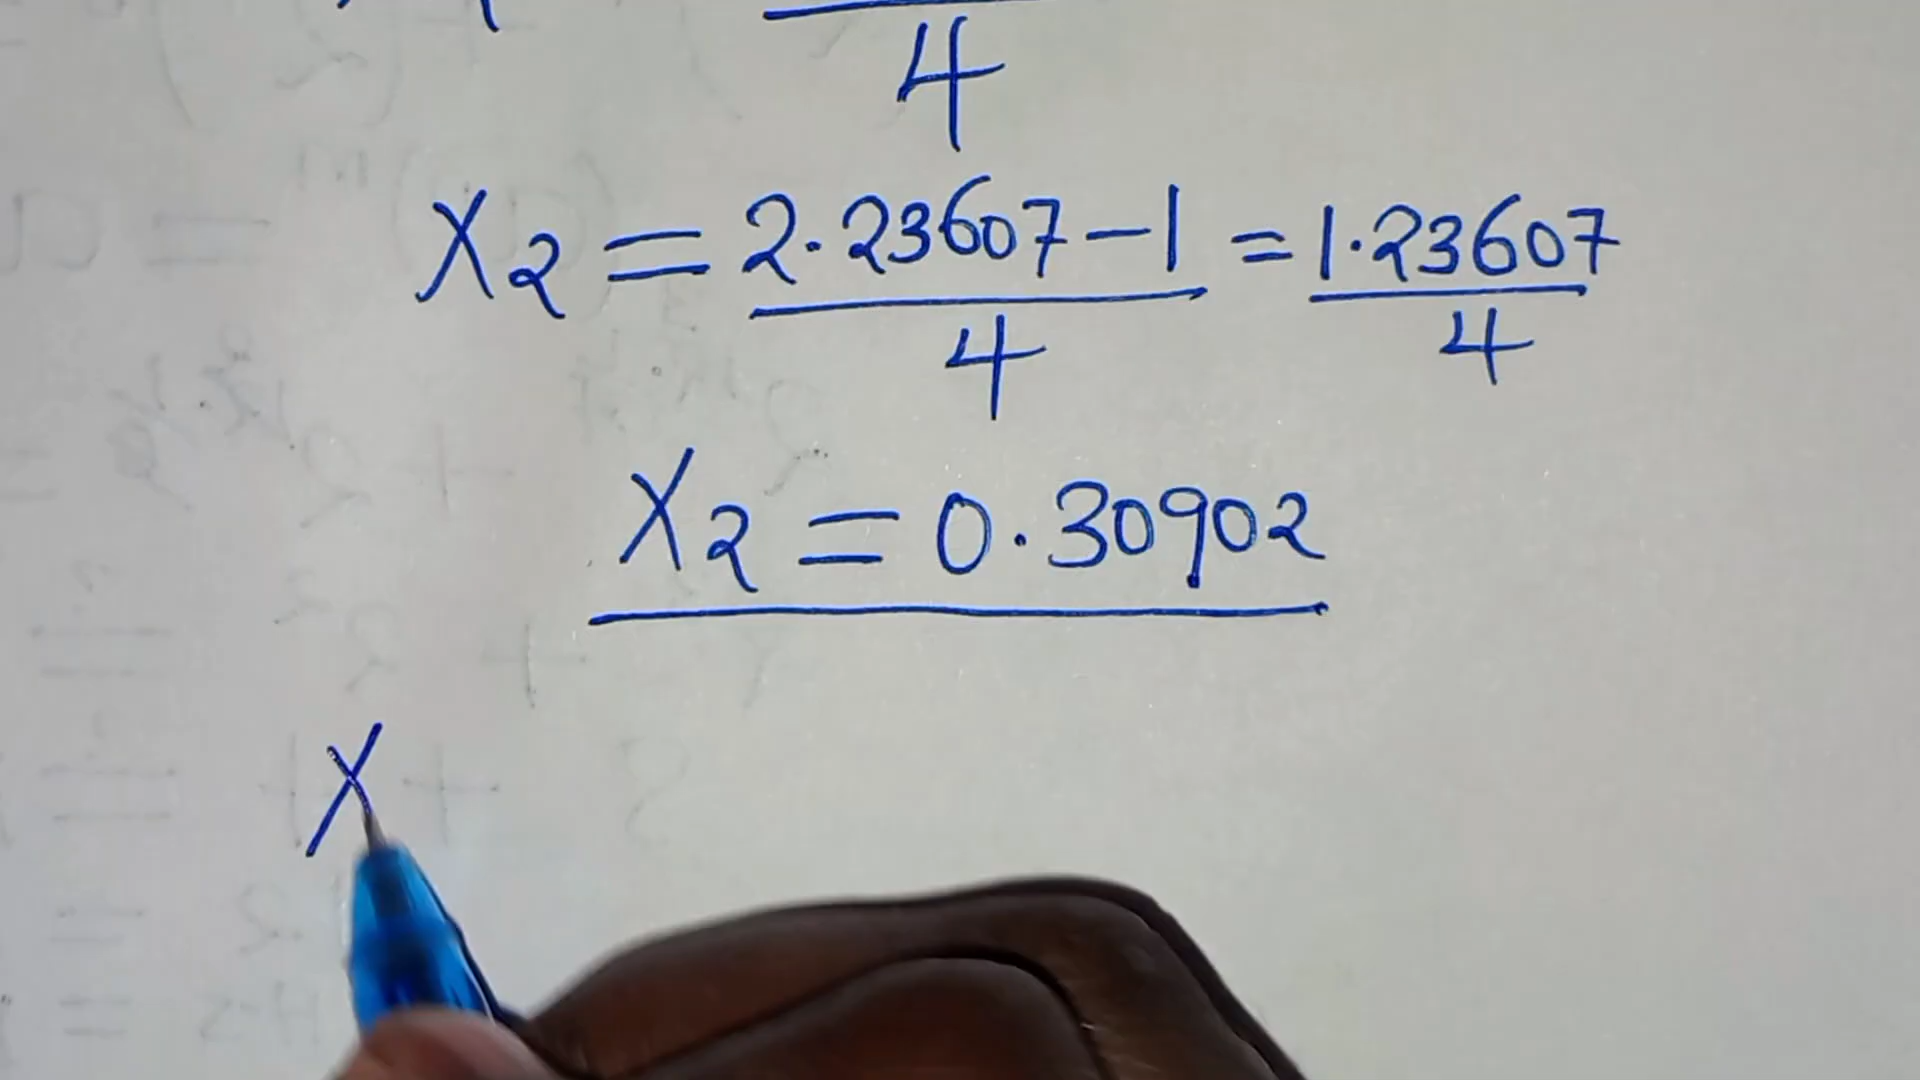 4
X2 = 2.23607-1 = 1.23607
4 4
X2 = 0.30902
X